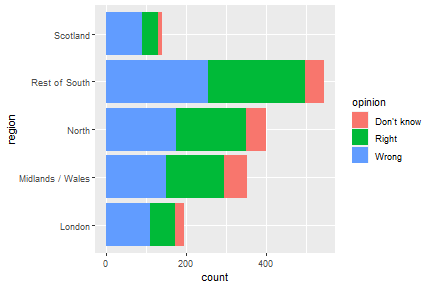 Scotland
Rest of South
North
Midlands / Wales
London
region
0
200
400
count
opinion
Don't know
Right
Wrong